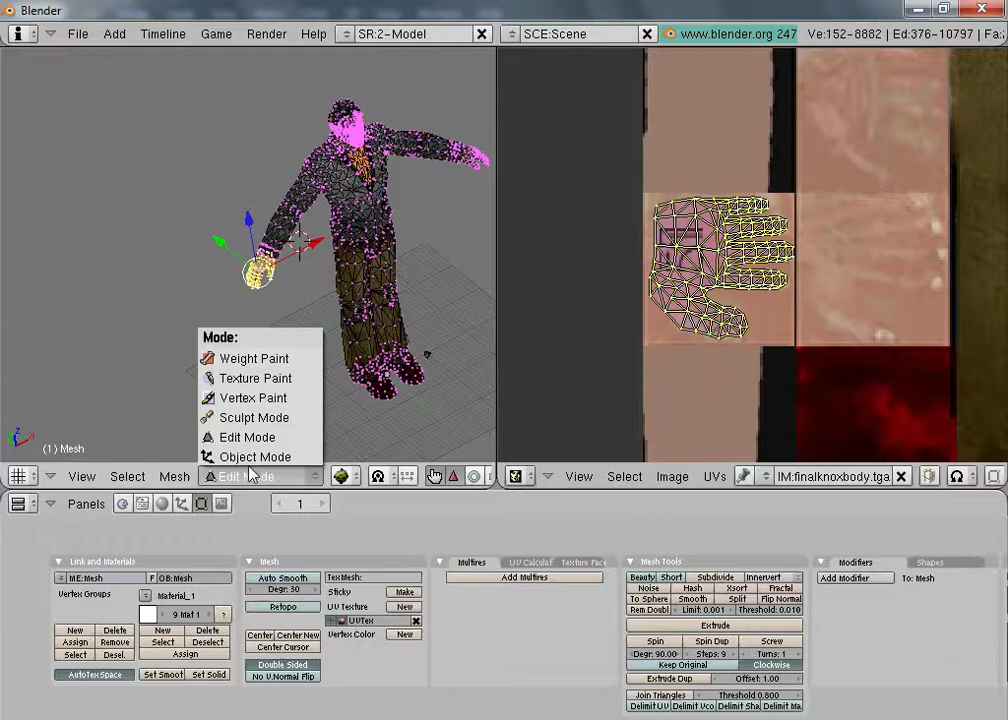 Blender
File Add Timeline Game Render Help SR:2-Model SCE:Scene www.blender.org 247 Ve:152-8882 | Ed:376-10797 | Fa:
Mode:
Weight Paint
Texture Paint
Vertex Paint
Sculpt Mode
Edit Mode
Object Mode
(1) Mesh
View Select Mesh Edit Mode View Select Image UVs IM:finalknoxbody.tga
Panels 1
Link and Materials Mesh Multires UV Calculat Texture Face Mesh Tools Modifiers Shapes
ME:Mesh F OB:Mesh Auto Smooth TexMesh: Add Multires Beauty Short Subdivide Innervert Add Modifier To: Mesh
Vertex Groups Material_1 Degr: 30 Sticky Make Noise Hash Xsort Fractal
9 Mat 1 ? Retopo UV Texture New To Sphere Smooth Split Flip Normal
UVTex Rem Doubl Limit: 0.001 Threshold: 0.010
New Delete New Delete Center Center New Vertex Color New Extrude
Assign Remove Select Deselect Center Cursor Spin Spin Dup Screw
Select Desel. Assign Double Sided Degr: 90.00 Steps: 9 Turns: 1
AutoTexSpace Set Smoot Set Solid No V.Normal Flip Keep Original Clockwise
Extrude Dup Offset: 1.00
Join Triangles Threshold 0.800
Delimit UV Delimit Vco Delimit Sha Delimit Ma